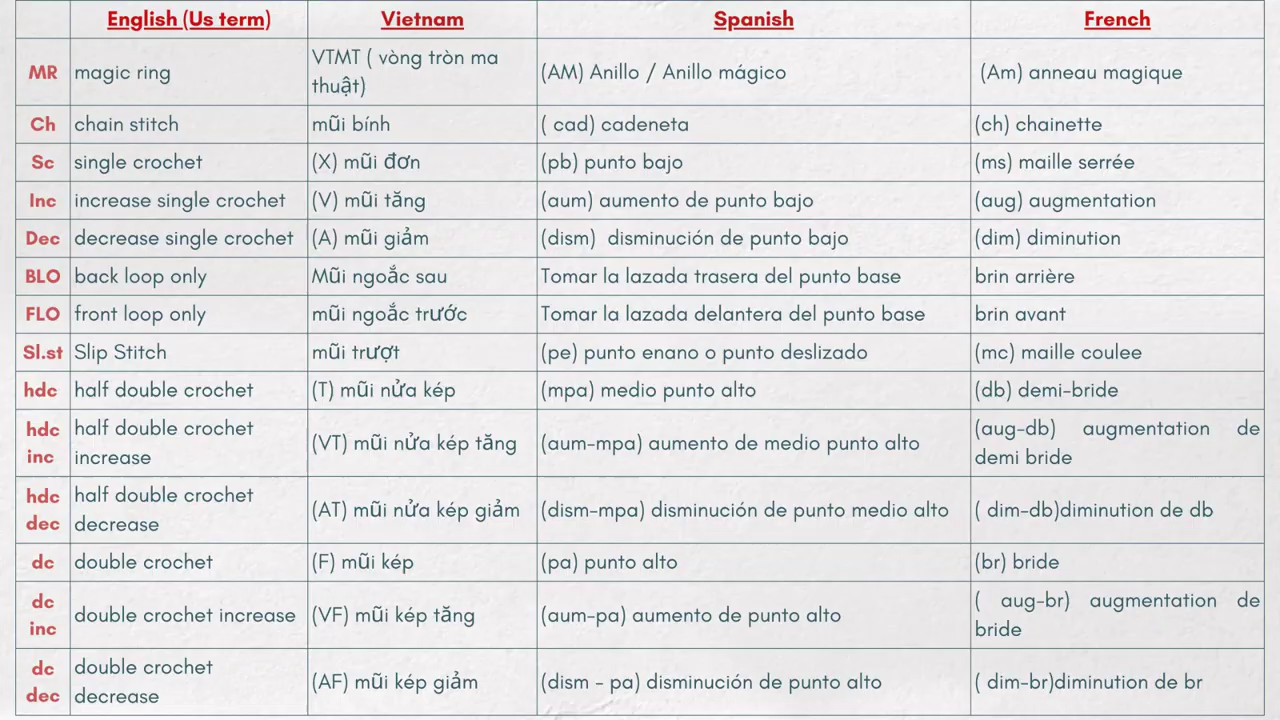 English (Us term) Vietnam Spanish French
MR magic ring VTMT ( vòng tròn ma thuật) (AM) Anillo / Anillo mágico (Am) anneau magique
Ch chain stitch mũi bính ( cad) cadeneta (ch) chainette
Sc single crochet (X) mũi đơn (pb) punto bajo (ms) maille serrée
Inc increase single crochet (V) mũi tăng (aum) aumento de punto bajo (aug) augmentation
Dec decrease single crochet (A) mũi giảm (dism) disminución de punto bajo (dim) diminution
BLO back loop only Mũi ngoắc sau Tomar la lazada trasera del punto base brin arrière
FLO front loop only mũi ngoắc trước Tomar la lazada delantera del punto base brin avant
Sl.st Slip Stitch mũi trượt (pe) punto enano o punto deslizado (mc) maille coulee
hdc half double crochet (T) mũi nửa kép (mpa) medio punto alto (db) demi-bride
hdc inc half double crochet increase (VT) mũi nửa kép tăng (aum-mpa) aumento de medio punto alto (aug-db) augmentation de demi bride
hdc dec half double crochet decrease (AT) mũi nửa kép giảm (dism-mpa) disminución de punto medio alto ( dim-db)diminution de db
dc double crochet (F) mũi kép (pa) punto alto (br) bride
dc inc double crochet increase (VF) mũi kép tăng (aum-pa) aumento de punto alto ( aug-br) augmentation de bride
dc dec double crochet decrease (AF) mũi kép giảm (dism - pa) disminución de punto alto ( dim-br)diminution de br